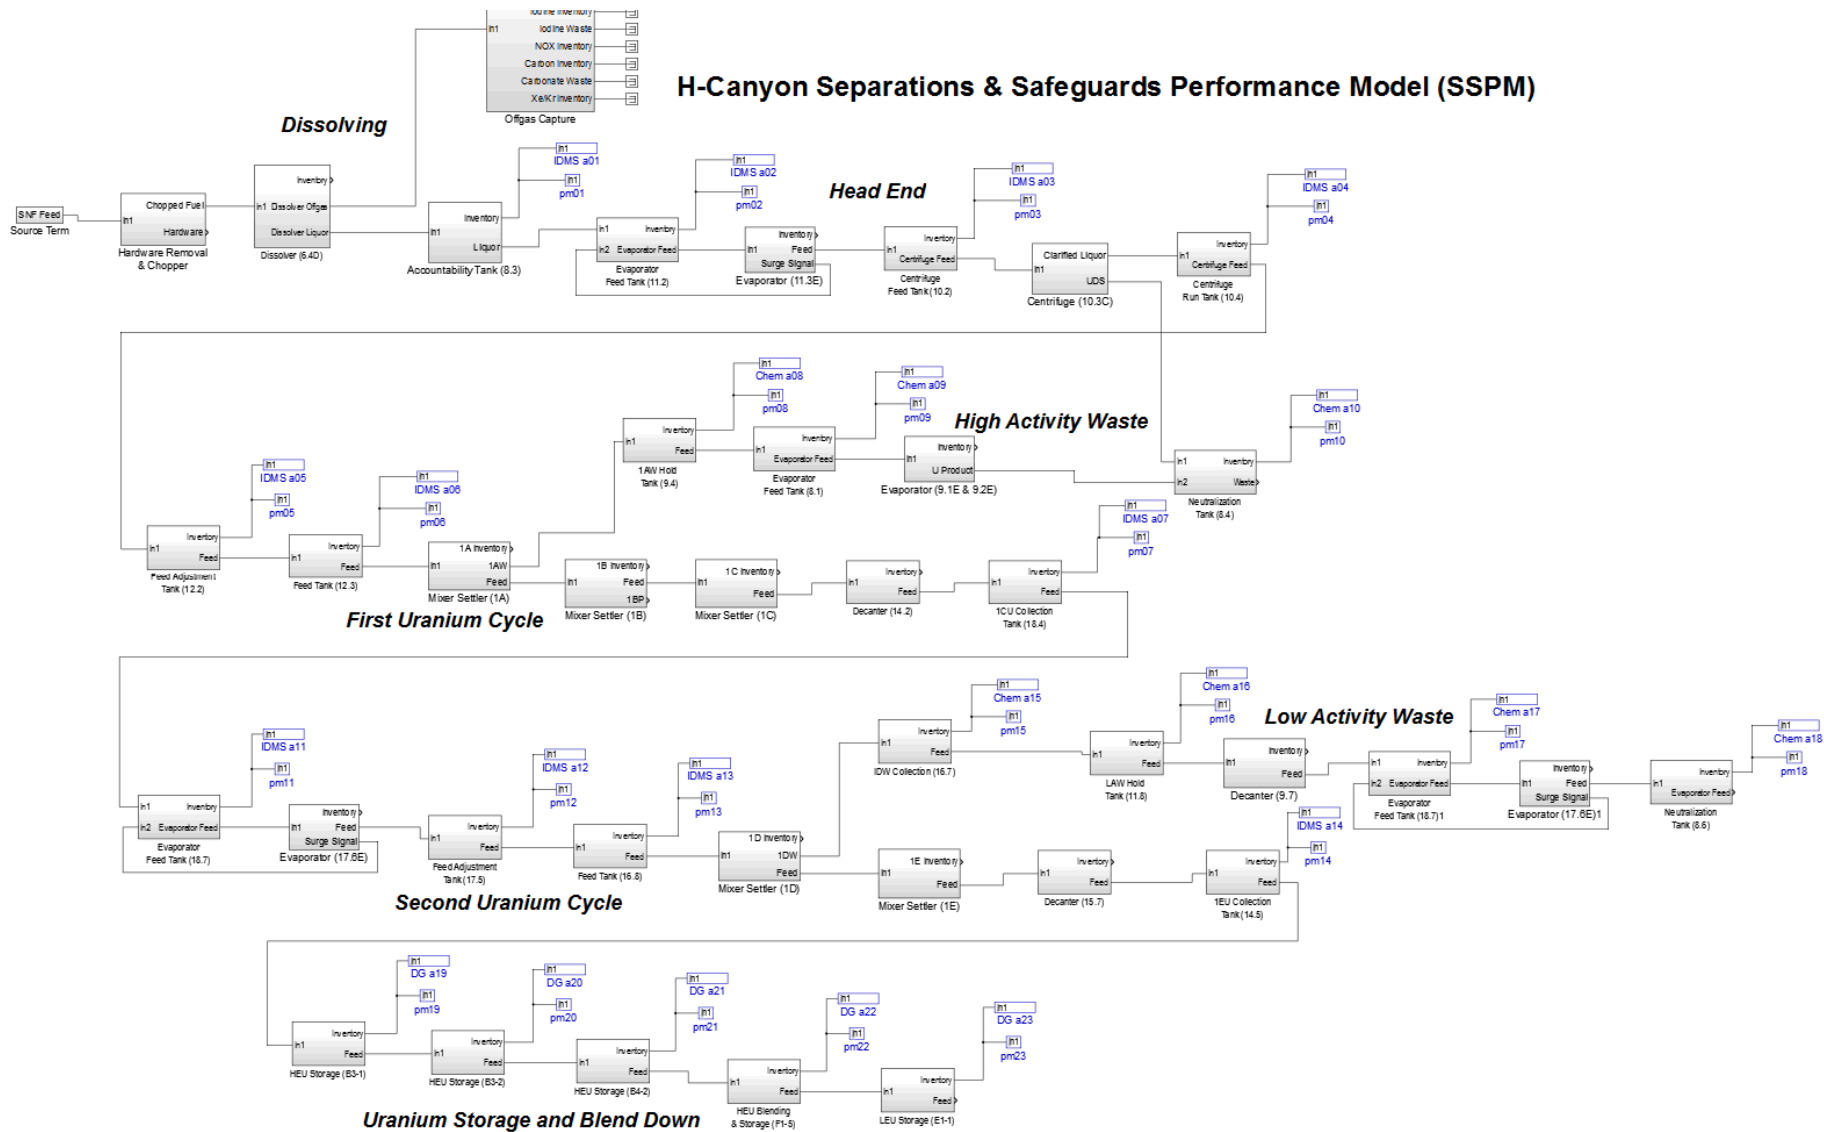 Iodine Inventory
In1 Iodine Waste
NOX Inventory
Carbon Inventory
Carbonate Waste
Xe/Kr Inventory
Offgas Capture
H-Canyon Separations & Safeguards Performance Model (SSPM)
Dissolving
Head End
SNF Feed
Source Term
In1 Chopped Fuel
Hardware
Hardware Removal
& Chopper
Inventory
In1 Dissolver Offgas
Dissolver Liquor
Dissolver (6.4D)
In1
IDMS a01
In1
pm01
Inventory
In1
Liquor
Accountability Tank (8.3)
In1
IDMS a02
In1
pm02
In1 Inventory
In2 Evaporator Feed
Evaporator
Feed Tank (11.2)
Inventory
In1 Feed
Surge Signal
Evaporator (11.3E)
In1
IDMS a03
In1
pm03
Inventory
In1
Centrifuge Feed
Centrifuge
Feed Tank (10.2)
Clarified Liquor
In1
UDS
Centrifuge (10.3C)
In1
IDMS a04
In1
pm04
Inventory
In1
Centrifuge Feed
Centrifuge
Run Tank (10.4)
High Activity Waste
In1
Chem a08
In1
pm08
Inventory
In1
Feed
1AW Hold
Tank (9.4)
In1
Chem a09
In1
pm09
Inventory
In1
Evaporator Feed
Evaporator
Feed Tank (8.1)
Inventory
In1
U Product
Evaporator (9.1E & 9.2E)
In1
Chem a10
In1
pm10
In1 Inventory
In2 Waste
Neutralization
Tank (8.4)
In1
IDMS a05
In1
pm05
Inventory
In1
Feed
Feed Adjustment
Tank (12.2)
In1
IDMS a06
In1
pm06
Inventory
In1
Feed
Feed Tank (12.3)
1A Inventory
In1 1AW
Feed
Mixer Settler (1A)
1B Inventory
In1 Feed
1BP
Mixer Settler (1B)
1C Inventory
In1
Feed
Mixer Settler (1C)
Inventory
In1
Feed
Decanter (14.2)
In1
IDMS a07
In1
pm07
Inventory
In1
Feed
1CU Collection
Tank (18.4)
First Uranium Cycle
In1
IDMS a11
In1
pm11
In1 Inventory
In2 Evaporator Feed
Evaporator
Feed Tank (18.7)
Inventory
In1 Feed
Surge Signal
Evaporator (17.6E)
In1
IDMS a12
In1
pm12
Inventory
In1
Feed
Feed Adjustment
Tank (17.5)
In1
IDMS a13
In1
pm13
Inventory
In1
Feed
Feed Tank (16.8)
1D Inventory
In1 1DW
Feed
Mixer Settler (1D)
In1
Chem a15
In1
pm15
Inventory
In1
Feed
IDW Collection (16.7)
In1
Chem a16
In1
pm16
Inventory
In1
Feed
LAW Hold
Tank (11.8)
Low Activity Waste
Inventory
In1
Feed
Decanter (9.7)
In1
Chem a17
In1
pm17
In1 Inventory
In2 Evaporator Feed
Evaporator
Feed Tank (18.7)1
Inventory
In1 Feed
Surge Signal
Evaporator (17.6E)1
In1
Chem a18
In1
pm18
Inventory
In1
Evaporator Feed
Neutralization
Tank (8.6)
1E Inventory
In1
Feed
Mixer Settler (1E)
Inventory
In1
Feed
Decanter (15.7)
In1
IDMS a14
In1
pm14
Inventory
In1
Feed
1EU Collection
Tank (14.5)
Second Uranium Cycle
In1
DG a19
In1
pm19
Inventory
In1
Feed
HEU Storage (B3-1)
In1
DG a20
In1
pm20
Inventory
In1
Feed
HEU Storage (B3-2)
In1
DG a21
In1
pm21
Inventory
In1
Feed
HEU Storage (B4-2)
In1
DG a22
In1
pm22
Inventory
In1
Feed
HEU Blending
& Storage (F1-5)
In1
DG a23
In1
pm23
Inventory
In1
Feed
LEU Storage (E1-1)
Uranium Storage and Blend Down